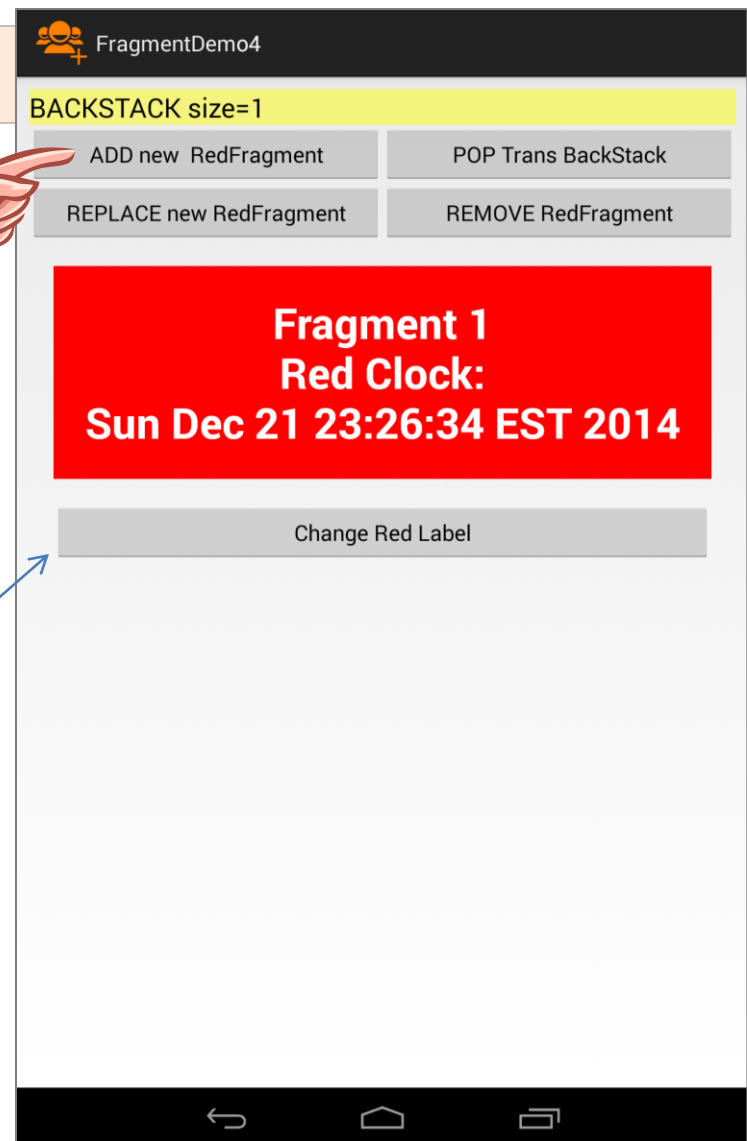 FragmentDemo4
BACKSTACK size=1
ADD new  RedFragment
POP Trans BackStack
REPLACE new RedFragment
REMOVE RedFragment
Fragment 1
Red Clock:
Sun Dec 21 23:26:34 EST 2014
Change Red Label